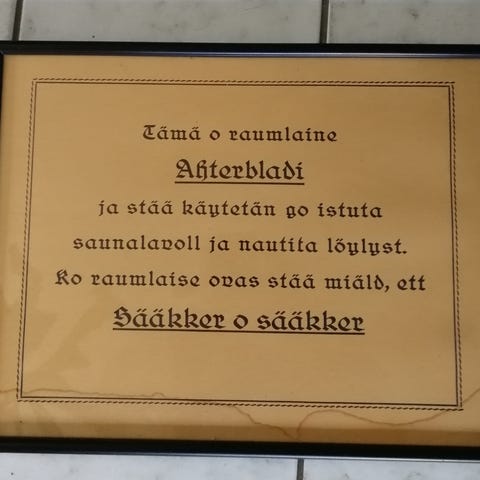 Tämä o raumlaine
Ahterbladi
ja stää käytetän go istuta
saunalavoll ja nautita löylyst.
Ko raumlaise ovas stää miäld, ett
Sääkker o sääkker